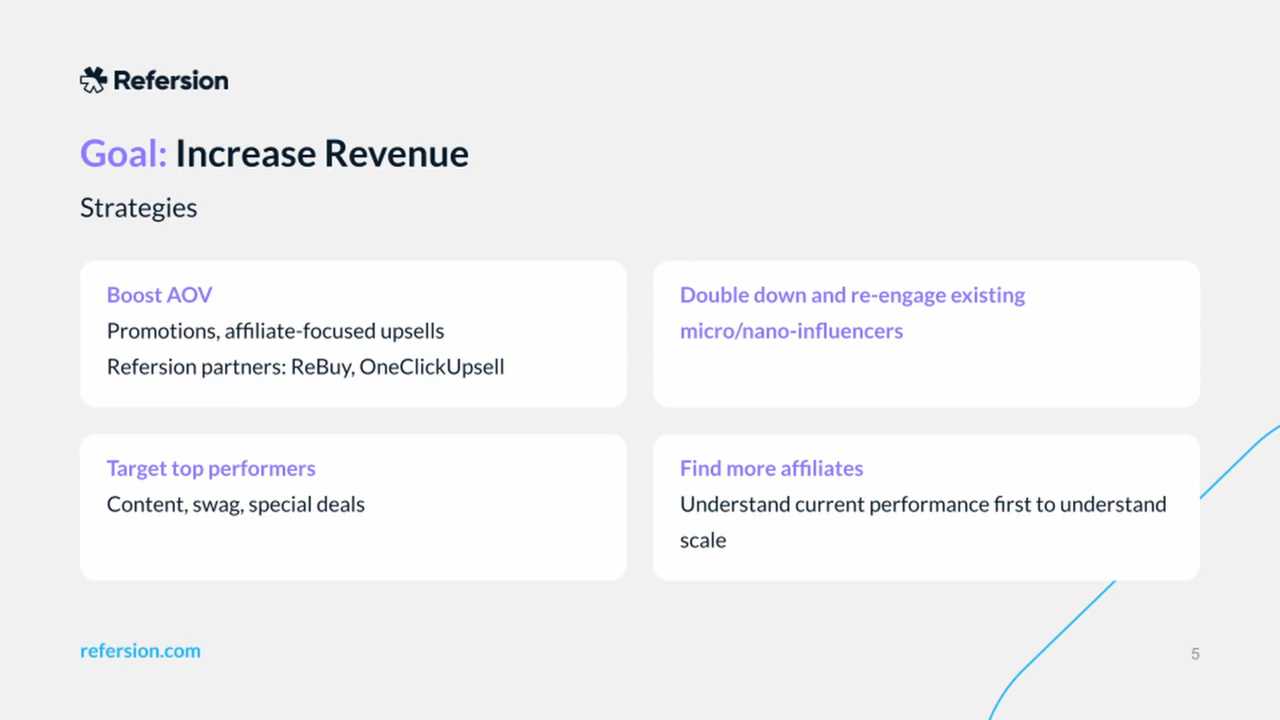 Refersion
Goal: Increase Revenue
Strategies
Boost AOV
Promotions, affiliate-focused upsells
Refersion partners: ReBuy, OneClickUpsell
Double down and re-engage existing
micro/nano-influencers
Target top performers
Content, swag, special deals
Find more affiliates
Understand current performance first to understand
scale
refersion.com
5